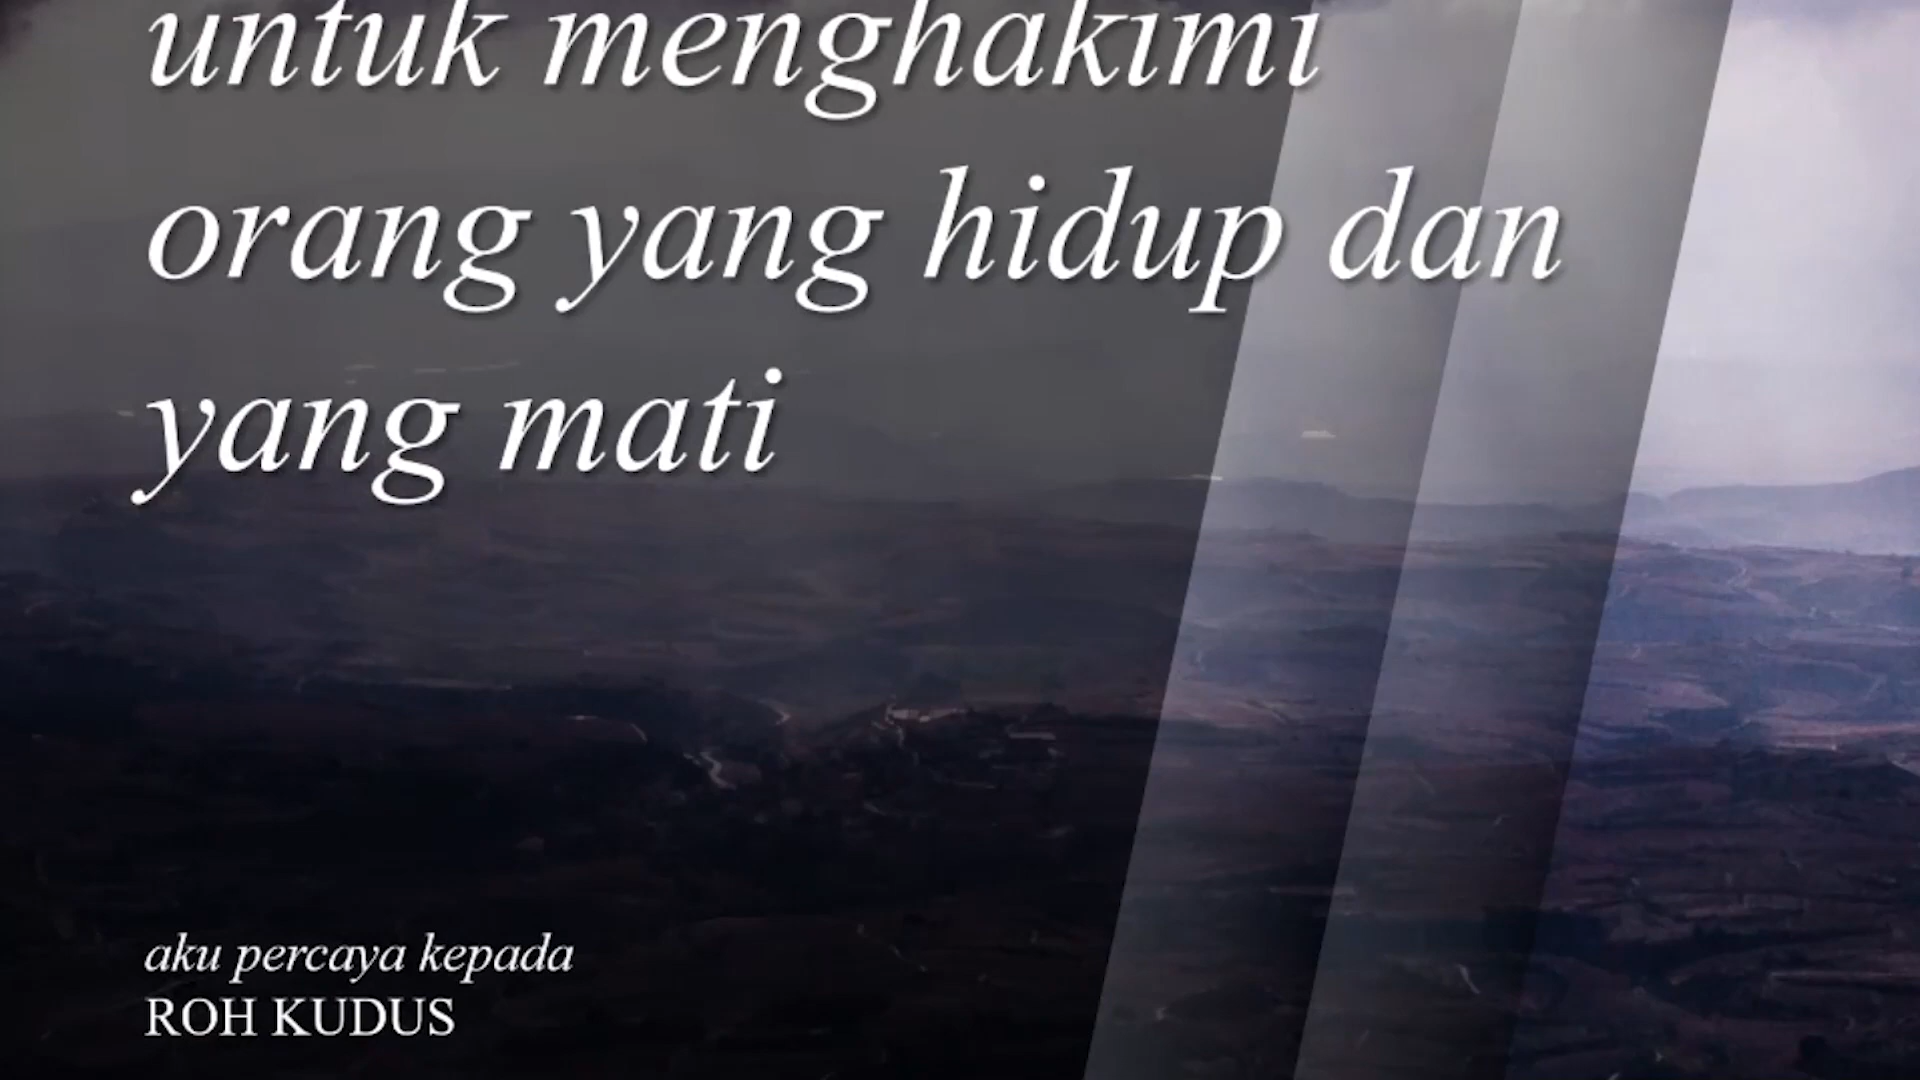 untuk menghakimi
orang yang hidup dan
yang mati
aku percaya kepada
ROH KUDUS